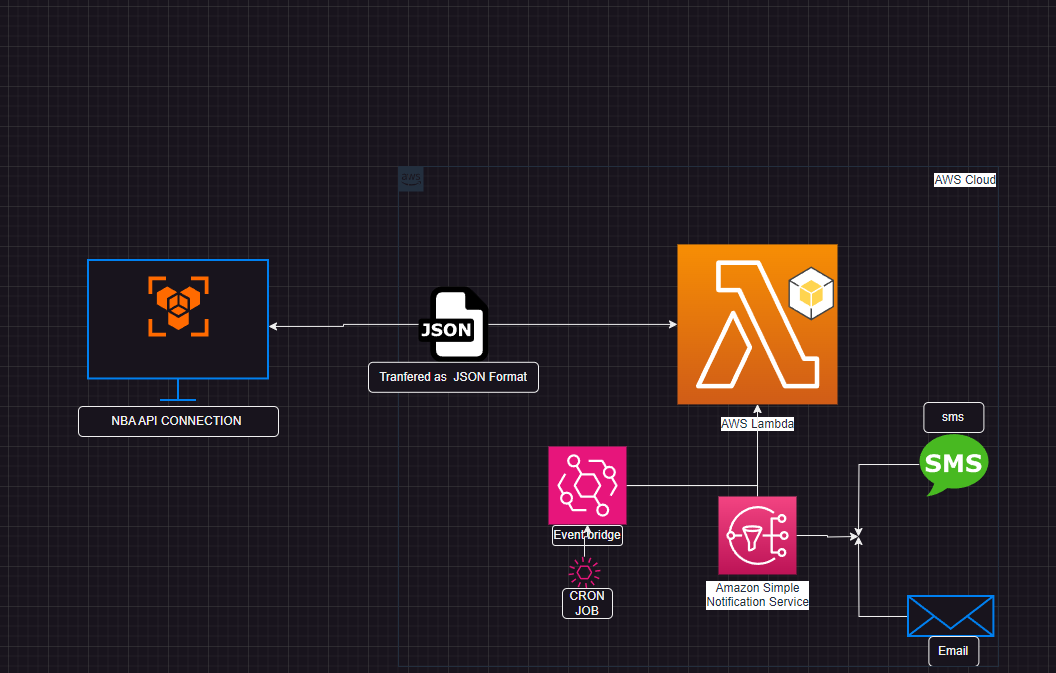 aws
AWS Cloud
JSON
Tranfered as  JSON Format
NBA API CONNECTION
AWS Lambda
sms
SMS
Event bridge
CRON
JOB
Amazon Simple
Notification Service
Email